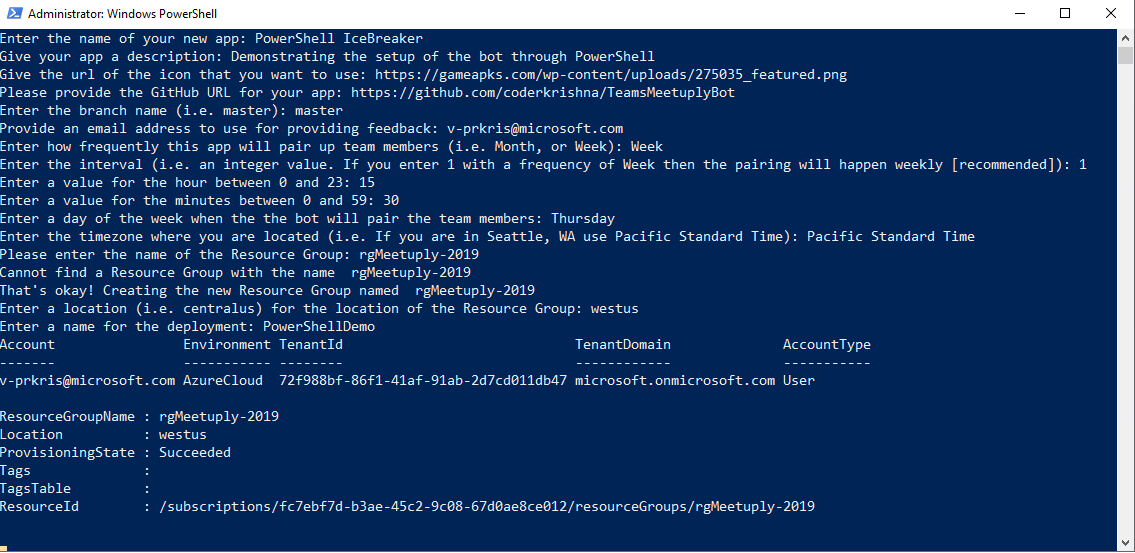 Administrator: Windows PowerShell
Enter the name of your new app: PowerShell IceBreaker
Give your app a description: Demonstrating the setup of the bot through PowerShell
Give the url of the icon that you want to use: https://gameapks.com/wp-content/uploads/275035_featured.png
Please provide the GitHub URL for your app: https://github.com/coderkrishna/TeamsMeetuplyBot
Enter the branch name (i.e. master): master
Provide an email address to use for providing feedback: v-prkris@microsoft.com
Enter how frequently this app will pair up team members (i.e. Month, or Week): Week
Enter the interval (i.e. an integer value. If you enter 1 with a frequency of Week then the pairing will happen weekly [recommended]): 1
Enter a value for the hour between 0 and 23: 15
Enter a value for the minutes between 0 and 59: 30
Enter a day of the week when the the bot will pair the team members: Thursday
Enter the timezone where you are located (i.e. If you are in Seattle, WA use Pacific Standard Time): Pacific Standard Time
Please enter the name of the Resource Group: rgMeetuply-2019
Cannot find a Resource Group with the name  rgMeetuply-2019
That's okay! Creating the new Resource Group named  rgMeetuply-2019
Enter a location (i.e. centralus) for the location of the Resource Group: westus
Enter a name for the deployment: PowerShellDemo
Account                Environment TenantId                             TenantDomain              AccountType
-------                ----------- --------                             ------------              -----------
v-prkris@microsoft.com AzureCloud  72f988bf-86f1-41af-91ab-2d7cd011db47 microsoft.onmicrosoft.com User
ResourceGroupName : rgMeetuply-2019
Location          : westus
ProvisioningState : Succeeded
Tags              :
TagsTable         :
ResourceId        : /subscriptions/fc7ebf7d-b3ae-45c2-9c08-67d0ae8ce012/resourceGroups/rgMeetuply-2019